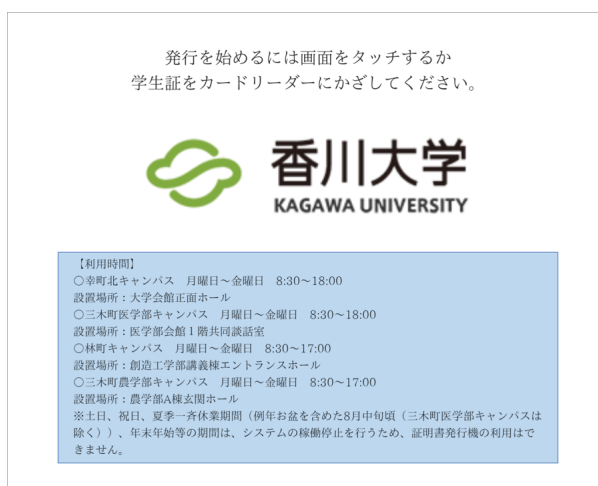 発行を始めるには画面をタッチするか
学生証をカードリーダーにかざしてください。
香川大学
KAGAWA UNIVERSITY
【利用時間】
○幸町北キャンパス　月曜日～金曜日　8:30～18:00
設置場所：大学会館正面ホール
○三木町医学部キャンパス　月曜日～金曜日　8:30～18:00
設置場所：医学部会館１階共同談話室
○林町キャンパス　月曜日～金曜日　8:30～17:00
設置場所：創造工学部講義棟エントランスホール
○三木町農学部キャンパス　月曜日～金曜日　8:30～17:00
設置場所：農学部A棟玄関ホール
※土日、祝日、夏季一斉休業期間（例年お盆を含めた8月中旬頃（三木町医学部キャンパスは
除く））、年末年始等の期間は、システムの稼働停止を行うため、証明書発行機の利用はで
きません。